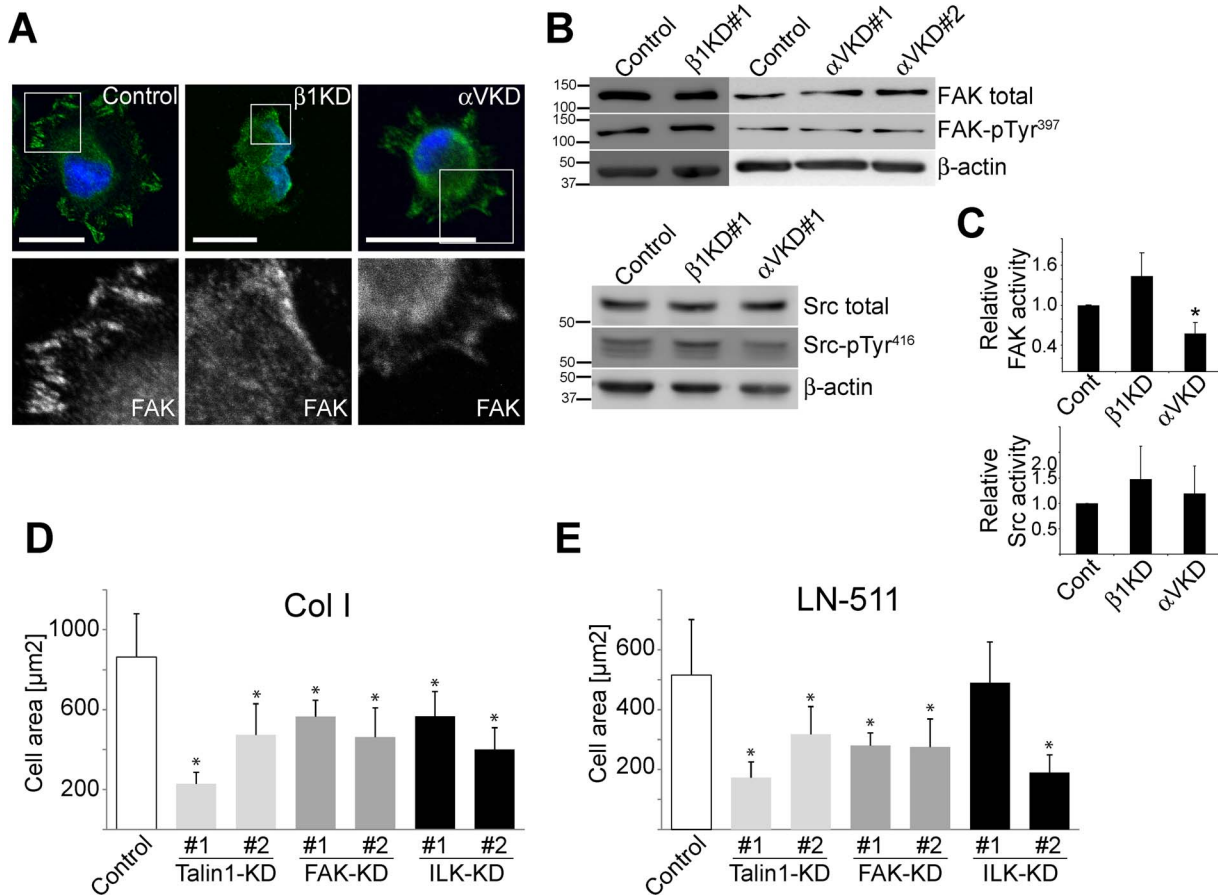 A
Control
β1KD
αVKD
FAK
FAK
FAK
B
Control
β1KD#1
Control
αVKD#1
αVKD#2
150
100
FAK total
150
100
FAK-pTyr³⁹⁷
50
37
β-actin
Control
β1KD#1
αVKD#1
50
Src total
50
Src-pTyr⁴¹⁶
50
37
β-actin
C
Relative
FAK activity
1.6
1.0
0.4
*
Cont
β1KD
αVKD
Relative
Src activity
2.0
1.5
0.5
Cont
β1KD
αVKD
D
Col I
Cell area [µm2]
1000
600
200
* * * * * *
Control
#1 #2 #1 #2 #1 #2
Talin1-KD FAK-KD ILK-KD
E
LN-511
Cell area [µm2]
600
400
200
* * * * *
Control
#1 #2 #1 #2 #1 #2
Talin1-KD FAK-KD ILK-KD